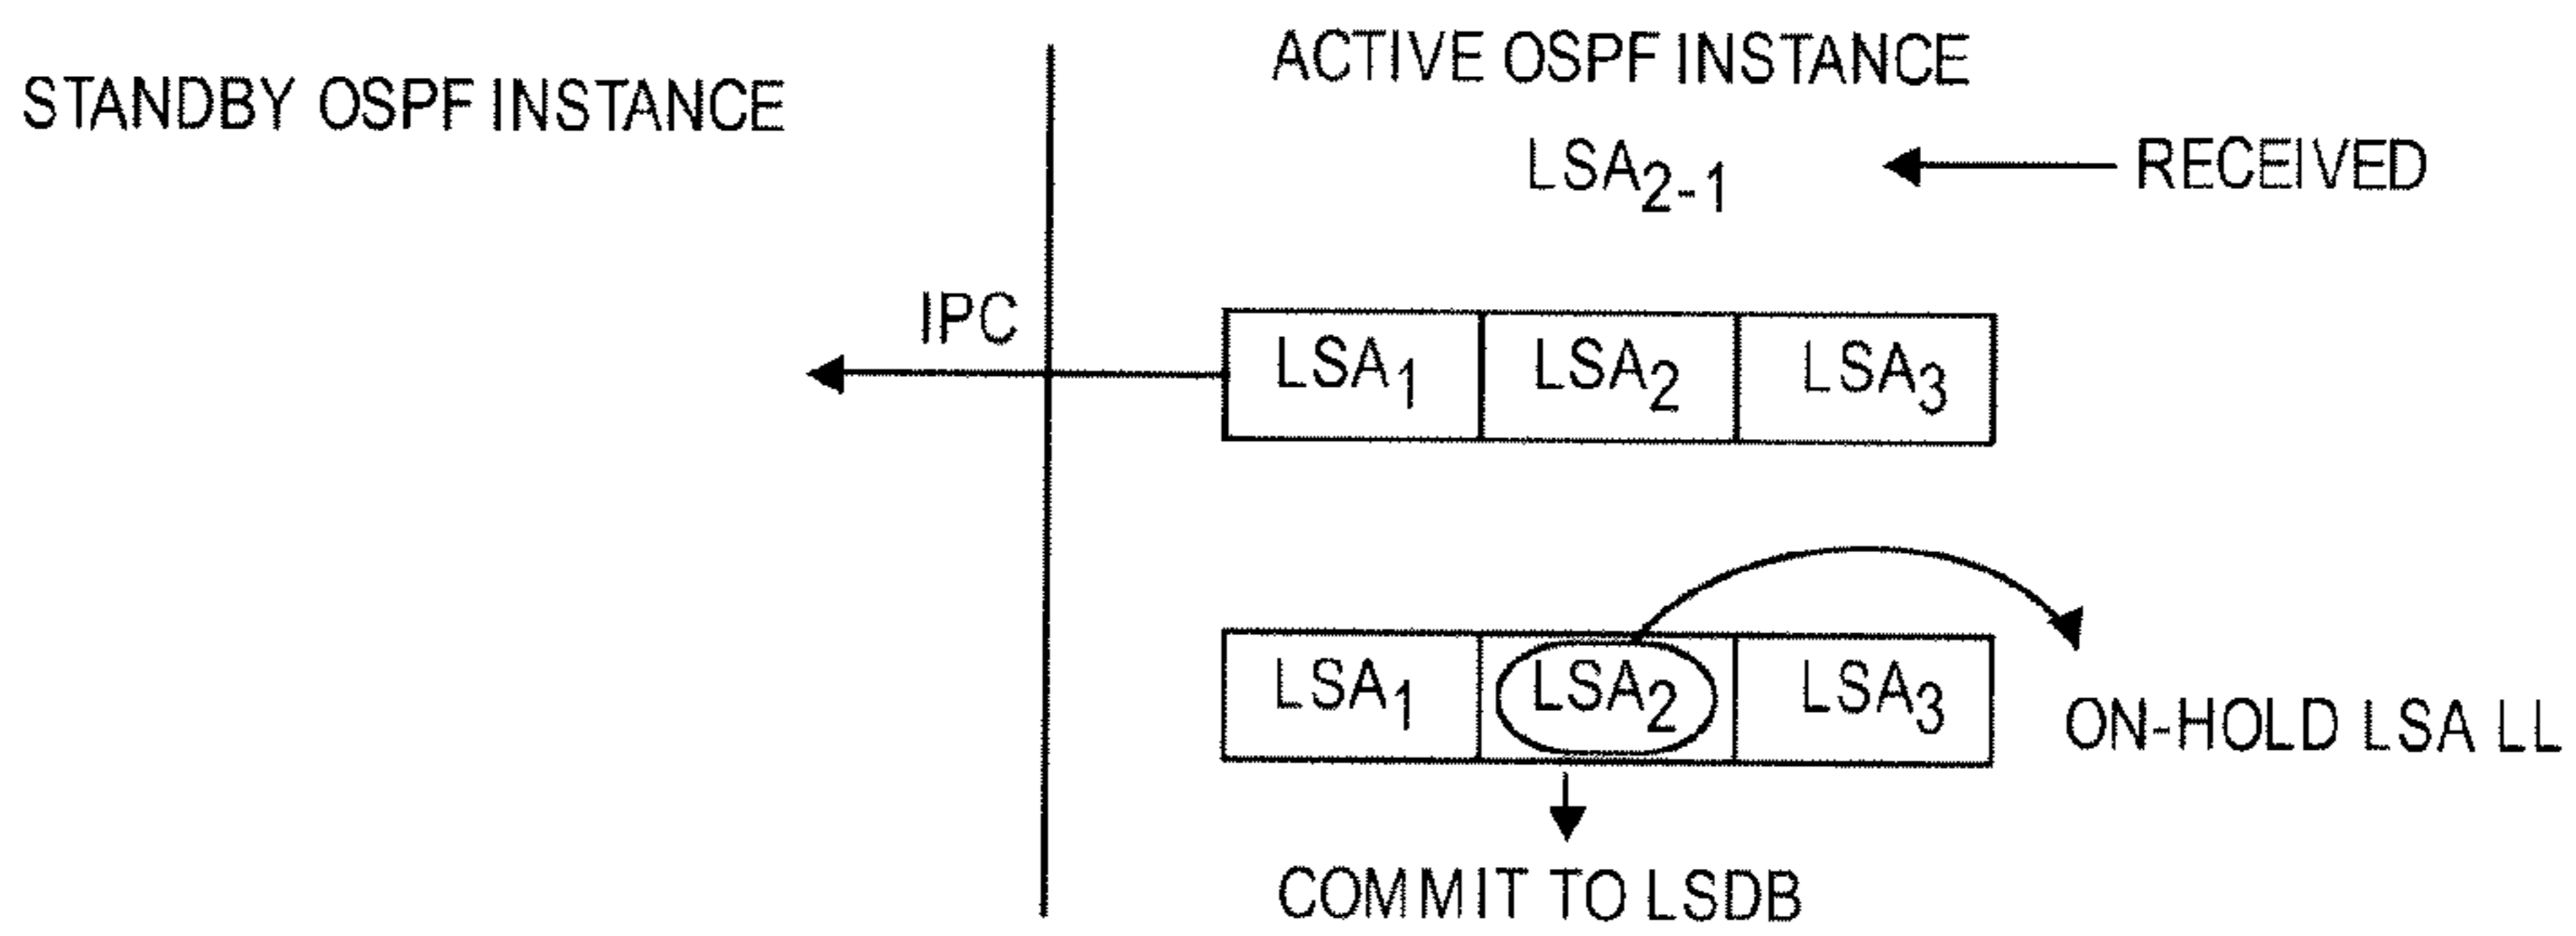 STANDBY OSPF INSTANCE
ACTIVE OSPF INSTANCE
LSA2-1
RECEIVED
IPC
LSA1 LSA2 LSA3
LSA1 LSA2 LSA3
ON-HOLD LSA LL
COMMIT TO LSDB